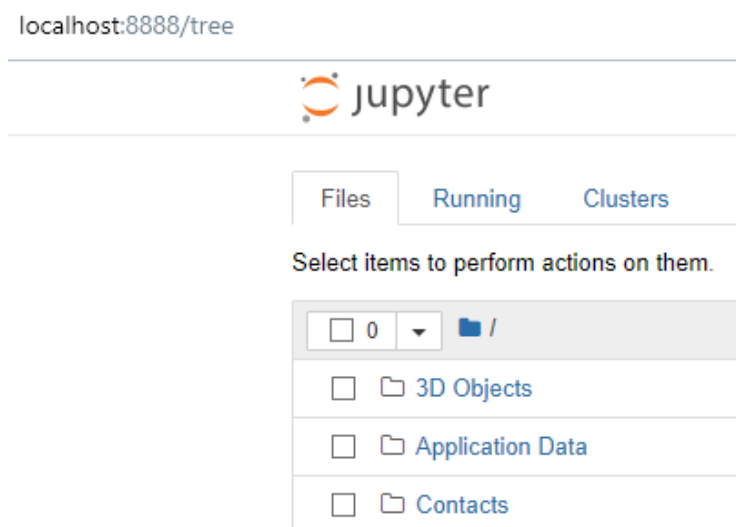 localhost:8888/tree
jupyter
Files Running Clusters
Select items to perform actions on them.
0 /
3D Objects
Application Data
Contacts